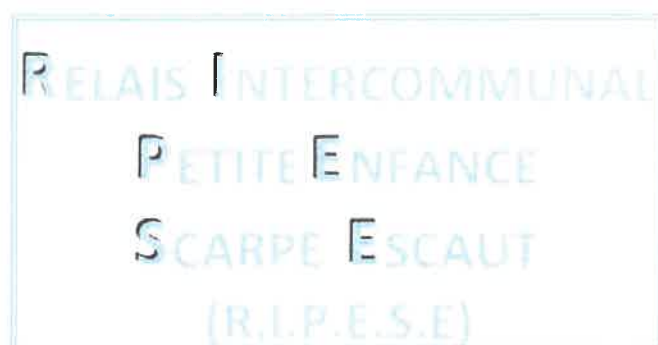 RELAIS INTERCOMMUNAL
PETITE ENFANCE
SCARPE ESCAUT
(R.I.P.E.S.E)